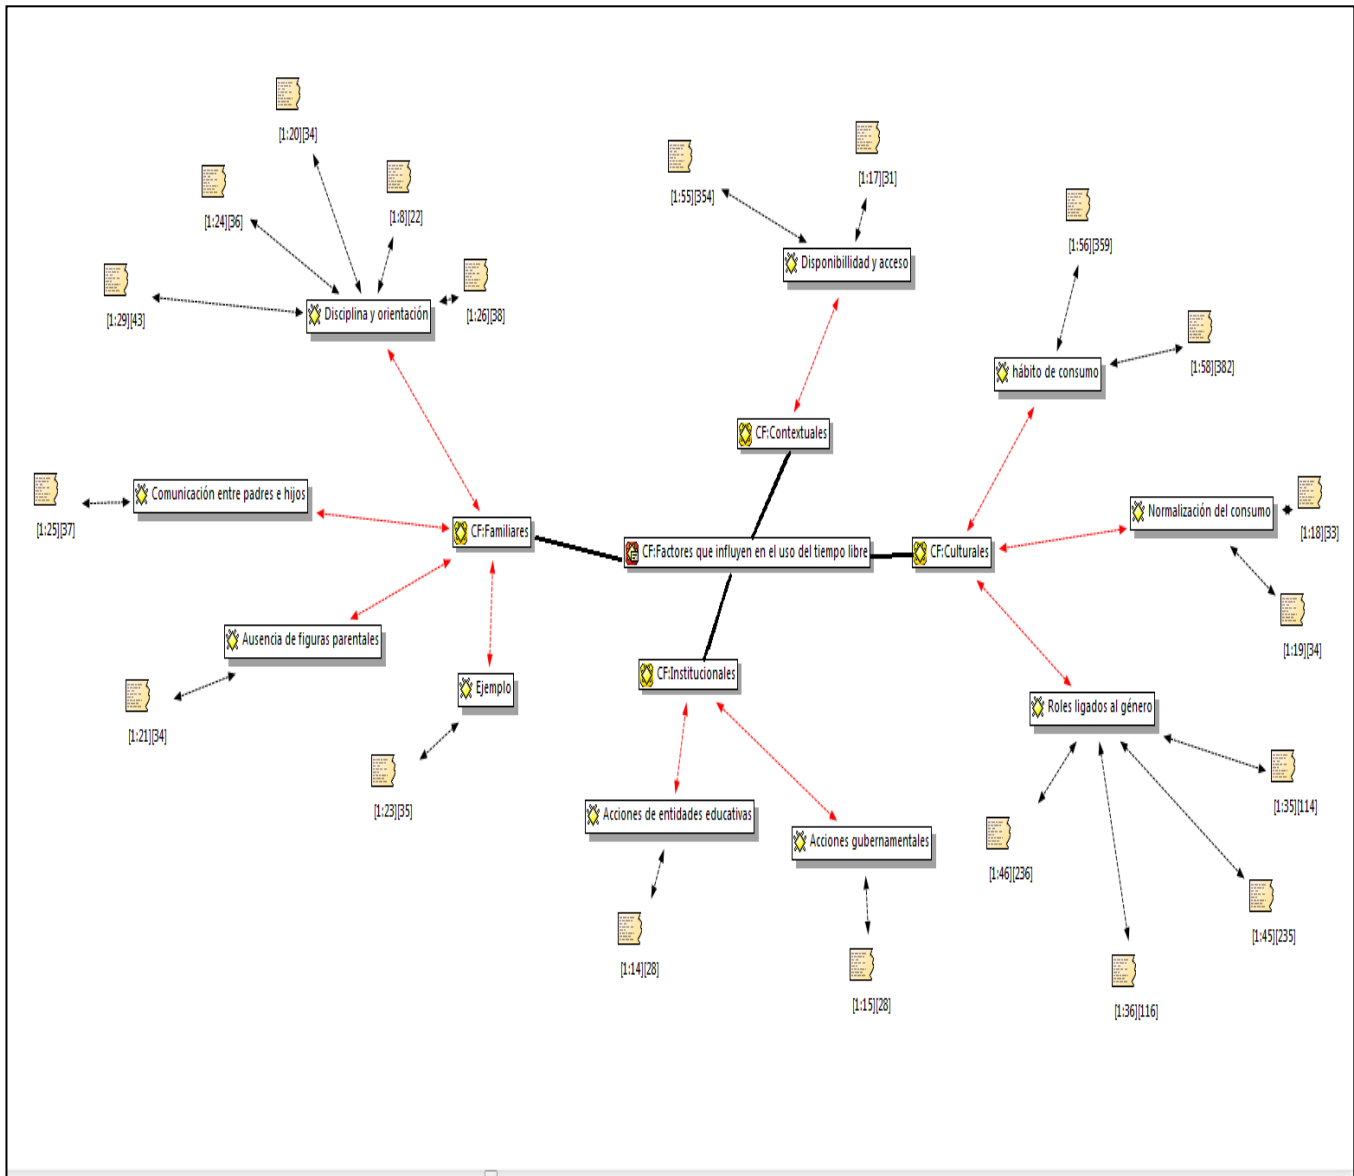 [1:20][34]
[1:24][36]
[1:8][22]
[1:29][43]
[1:26][38]
Disciplina y orientación
[1:55][354]
[1:17][31]
Disponibillidad y acceso
[1:56][359]
[1:58][382]
hábito de consumo
CF:Contextuales
[1:25][37]
Comunicación entre padres e hijos
CF:Familiares
CF:Factores que influyen en el uso del tiempo libre
CF:Culturales
Normalización del consumo
[1:18][33]
[1:19][34]
Ausencia de figuras parentales
[1:21][34]
Ejemplo
[1:23][35]
CF:Institucionales
Roles ligados al género
[1:35][114]
[1:46][236]
[1:45][235]
[1:36][116]
Acciones de entidades educativas
Acciones gubernamentales
[1:14][28]
[1:15][28]